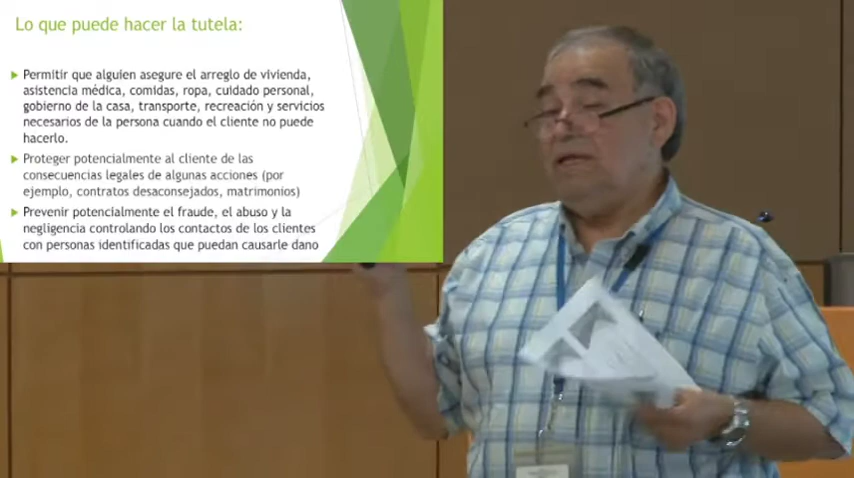 Lo que puede hacer la tutela:
Permitir que alguien asegure el arreglo de vivienda,
asistencia médica, comidas, ropa, cuidado personal,
gobierno de la casa, transporte, recreación y servicios
necesarios de la persona cuando el cliente no puede
hacerlo.
Proteger potencialmente al cliente de las
consecuencias legales de algunas acciones (por
ejemplo, contratos desaconsejados, matrimonios)
Prevenir potencialmente el fraude, el abuso y la
negligencia controlando los contactos de los clientes
con personas identificadas que puedan causarle dano